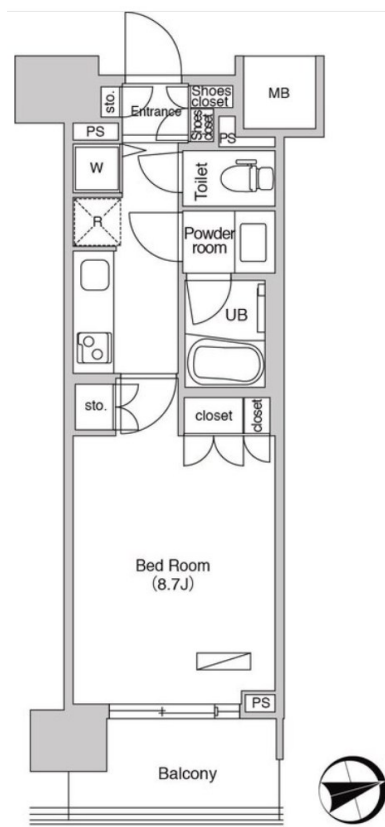 sto.
Entrance
Shoes
closet
Shoes
closet
MB
PS
PS
W
Toilet
R
Powder
room
UB
sto.
closet
closet
Bed Room
(8.7J)
PS
Balcony